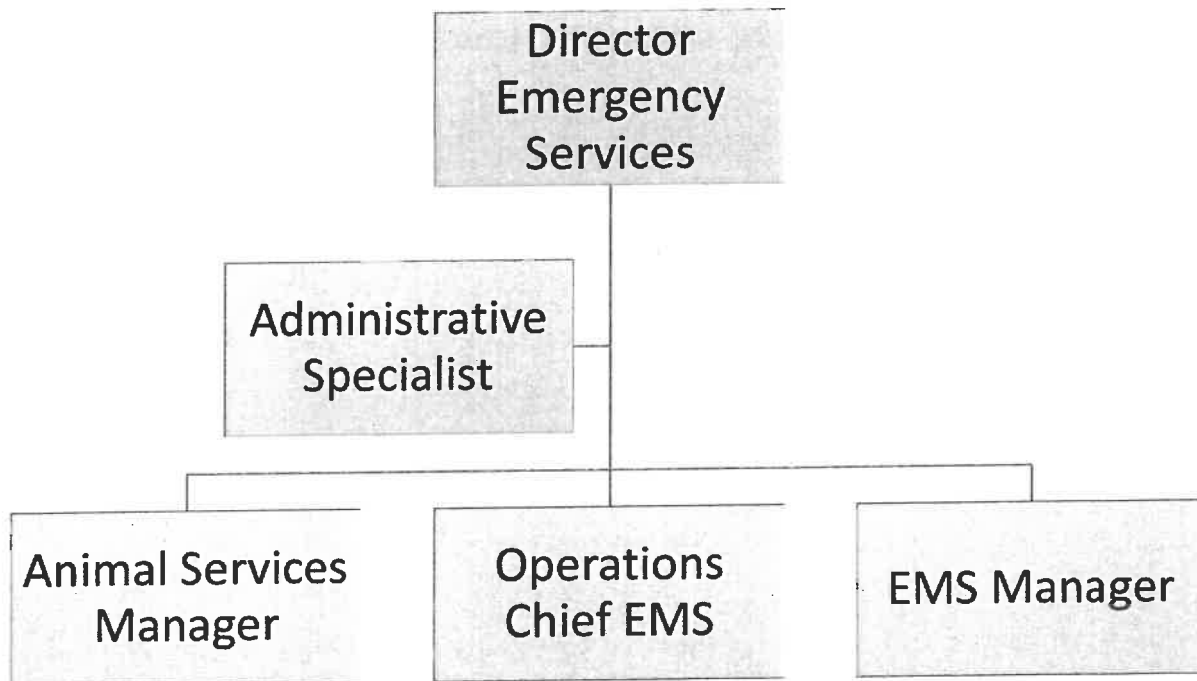 Director
Emergency
Services
Administrative
Specialist
Animal Services
Manager
Operations
Chief EMS
EMS Manager